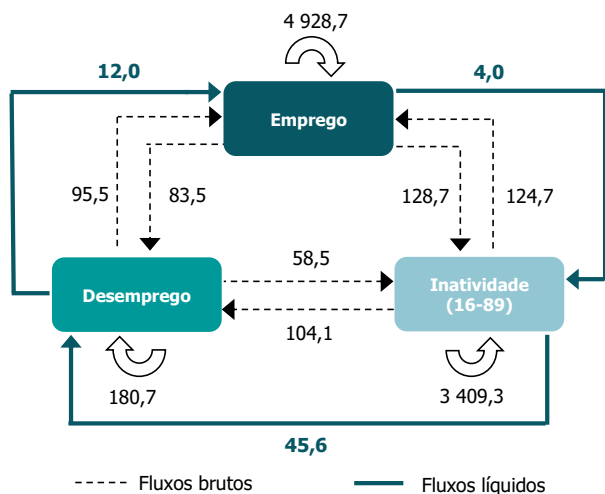 4 928,7
12,0
4,0
Emprego
95,5
83,5
128,7
124,7
58,5
Desemprego
Inatividade
(16-89)
104,1
180,7
3 409,3
45,6
Fluxos brutos
Fluxos líquidos